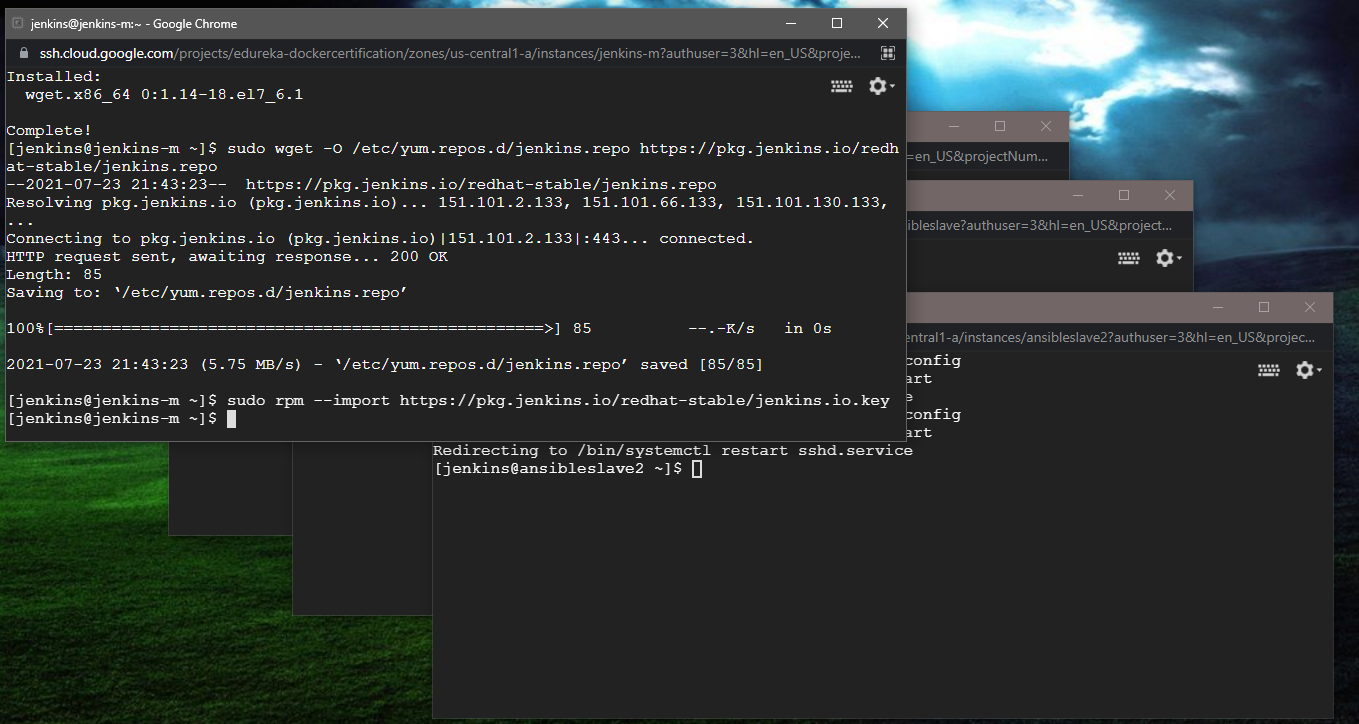 jenkins@jenkins-m:~ - Google Chrome
ssh.cloud.google.com/projects/edureka-dockercertification/zones/us-central1-a/instances/jenkins-m?authuser=3&hl=en_US&proje...
Installed:
  wget.x86_64 0:1.14-18.el7_6.1
Complete!
[jenkins@jenkins-m ~]$ sudo wget -O /etc/yum.repos.d/jenkins.repo https://pkg.jenkins.io/redh
at-stable/jenkins.repo
--2021-07-23 21:43:23--  https://pkg.jenkins.io/redhat-stable/jenkins.repo
Resolving pkg.jenkins.io (pkg.jenkins.io)... 151.101.2.133, 151.101.66.133, 151.101.130.133,
...
Connecting to pkg.jenkins.io (pkg.jenkins.io)|151.101.2.133|:443... connected.
HTTP request sent, awaiting response... 200 OK
Length: 85
Saving to: ‘/etc/yum.repos.d/jenkins.repo’
100%[===================================================>] 85          --.-K/s   in 0s
2021-07-23 21:43:23 (5.75 MB/s) - ‘/etc/yum.repos.d/jenkins.repo’ saved [85/85]
[jenkins@jenkins-m ~]$ sudo rpm --import https://pkg.jenkins.io/redhat-stable/jenkins.io.key
[jenkins@jenkins-m ~]$
=en_US&projectNum...
ibleslave?authuser=3&hl=en_US&project...
entral1-a/instances/ansibleslave2?authuser=3&hl=en_US&projec...
config
art
e
config
art
Redirecting to /bin/systemctl restart sshd.service
[jenkins@ansibleslave2 ~]$